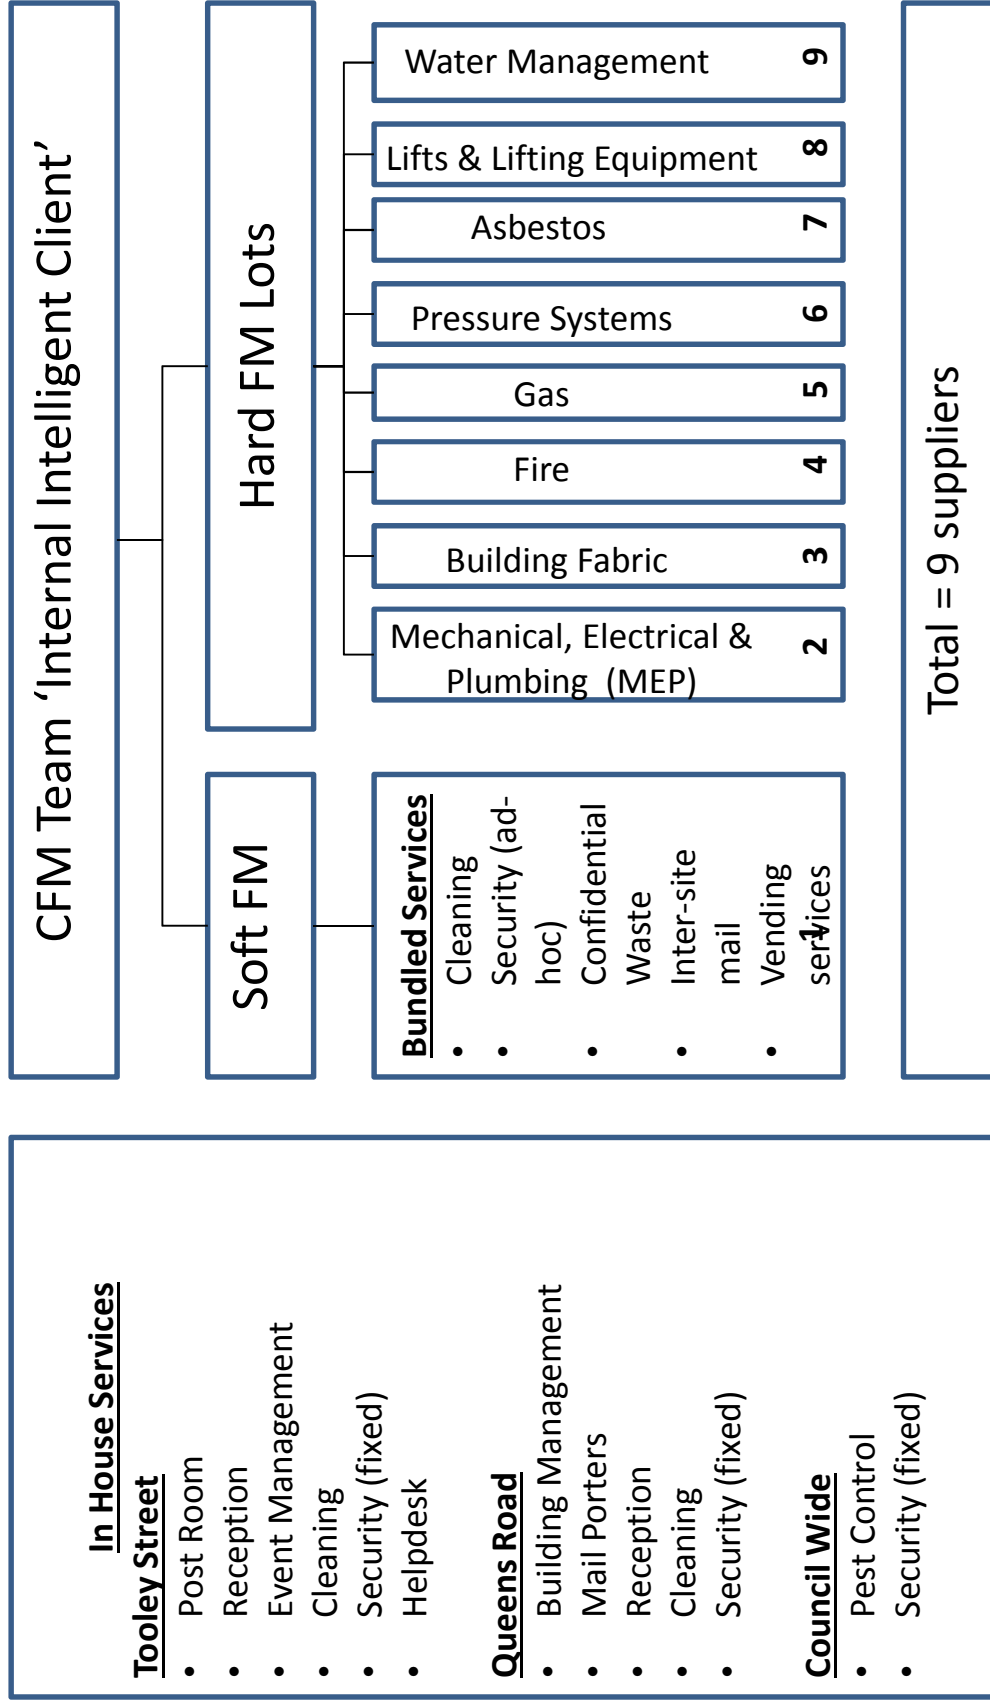 In House Services
Tooley Street
• Post Room
• Reception
• Event Management
• Cleaning
• Security (fixed)
• Helpdesk
Queens Road
• Building Management
• Mail Porters
• Reception
• Cleaning
• Security (fixed)
Council Wide
• Pest Control
• Security (fixed)
CFM Team ‘Internal Intelligent Client’
Soft FM
Bundled Services
• Cleaning
• Security (ad-
hoc)
• Confidential
Waste
• Inter-site
mail
• Vending
services
1
Hard FM Lots
Mechanical, Electrical &
Plumbing (MEP)
2
Building Fabric
3
Fire
4
Gas
5
Pressure Systems
6
Asbestos
7
Lifts & Lifting Equipment
8
Water Management
9
Total = 9 suppliers